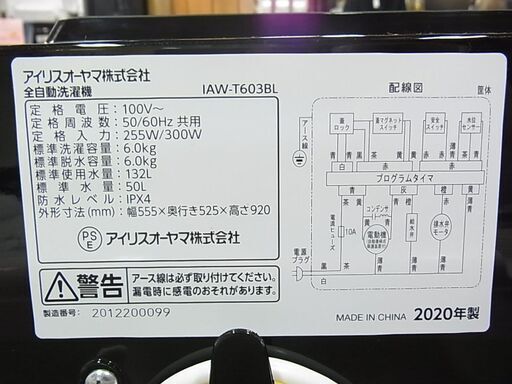 アイリスオーヤマ株式会社
全自動洗濯機 IAW-T603BL
定格電圧：100V～
定格周波数：50/60Hz 共用
定格入力：255W/300W
標準洗濯容量：6.0kg
標準脱水容量：6.0kg
標準使用水量：132L
標準水量：50L
防水レベル：IPX4
外形寸法(mm)：幅555×奥行き525×高さ920
PS
E
アイリスオーヤマ株式会社
警告
アース線は必ず取り付けてください。
漏電時に感電のおそれがあります。
製造番号： 2012200099
配線図
筐体
アース線
蓋
ロック
蓋マグネット
スイッチ
安全
スイッチ
水位
センサー
プログラムタイマ
コンデンサ
電流ヒューズ
10A
電動機
給水弁
排水弁
モータ
電源
プラグ
黒
白
MADE IN CHINA 2020年製